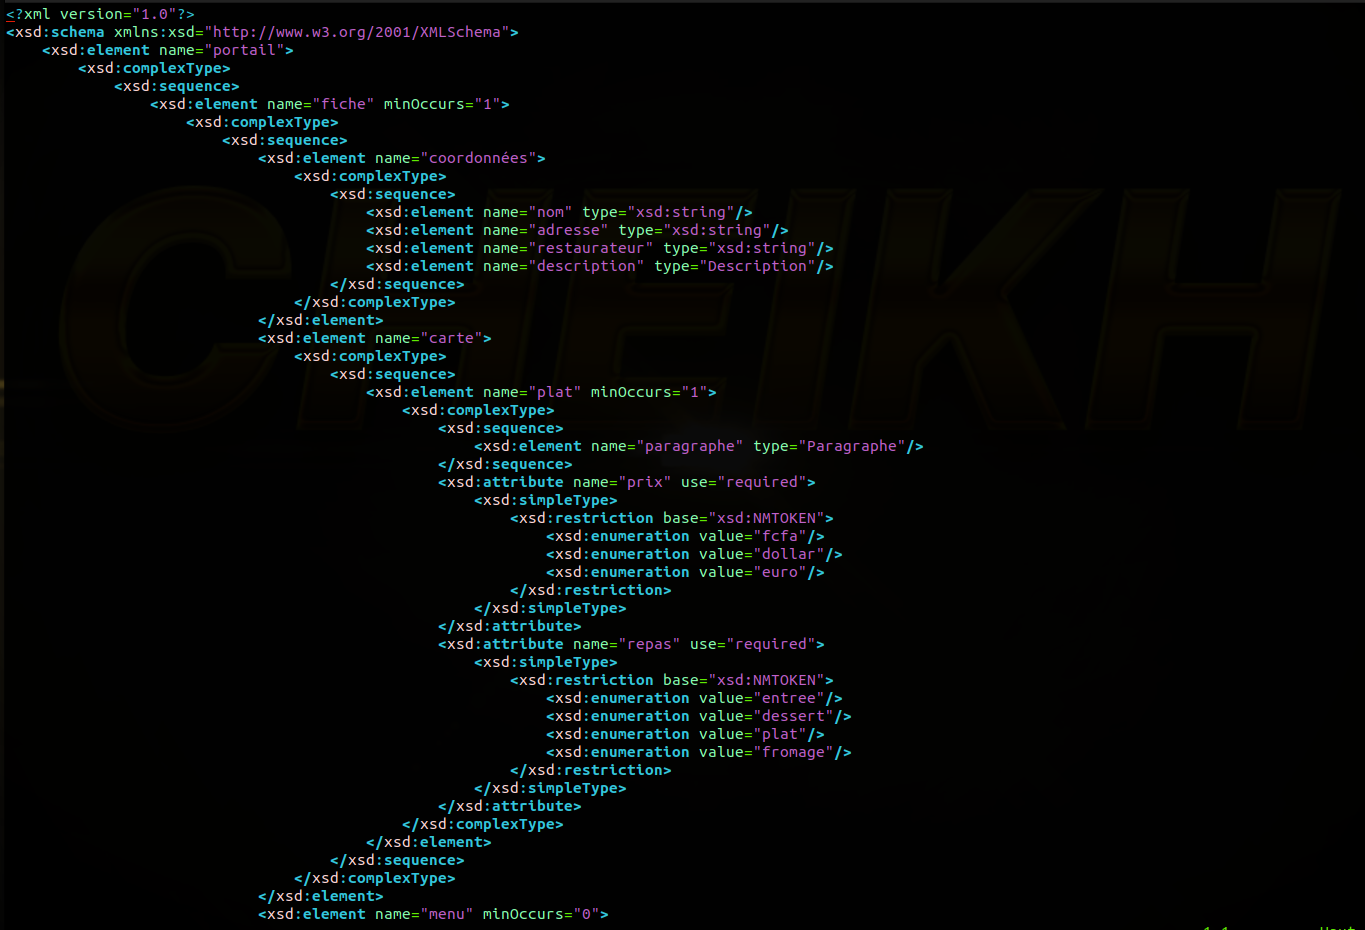 <?xml version="1.0"?>
<xsd:schema xmlns:xsd="http://www.w3.org/2001/XMLSchema">
    <xsd:element name="portail">
        <xsd:complexType>
            <xsd:sequence>
                <xsd:element name="fiche" minOccurs="1">
                    <xsd:complexType>
                        <xsd:sequence>
                            <xsd:element name="coordonnées">
                                <xsd:complexType>
                                    <xsd:sequence>
                                        <xsd:element name="nom" type="xsd:string"/>
                                        <xsd:element name="adresse" type="xsd:string"/>
                                        <xsd:element name="restaurateur" type="xsd:string"/>
                                        <xsd:element name="description" type="Description"/>
                                    </xsd:sequence>
                                </xsd:complexType>
                            </xsd:element>
                            <xsd:element name="carte">
                                <xsd:complexType>
                                    <xsd:sequence>
                                        <xsd:element name="plat" minOccurs="1">
                                            <xsd:complexType>
                                                <xsd:sequence>
                                                    <xsd:element name="paragraphe" type="Paragraphe"/>
                                                </xsd:sequence>
                                                <xsd:attribute name="prix" use="required">
                                                    <xsd:simpleType>
                                                        <xsd:restriction base="xsd:NMTOKEN">
                                                            <xsd:enumeration value="fcfa"/>
                                                            <xsd:enumeration value="dollar"/>
                                                            <xsd:enumeration value="euro"/>
                                                        </xsd:restriction>
                                                    </xsd:simpleType>
                                                </xsd:attribute>
                                                <xsd:attribute name="repas" use="required">
                                                    <xsd:simpleType>
                                                        <xsd:restriction base="xsd:NMTOKEN">
                                                            <xsd:enumeration value="entree"/>
                                                            <xsd:enumeration value="dessert"/>
                                                            <xsd:enumeration value="plat"/>
                                                            <xsd:enumeration value="fromage"/>
                                                        </xsd:restriction>
                                                    </xsd:simpleType>
                                                </xsd:attribute>
                                            </xsd:complexType>
                                        </xsd:element>
                                    </xsd:sequence>
                                </xsd:complexType>
                            </xsd:element>
                            <xsd:element name="menu" minOccurs="0">
CHEIKH